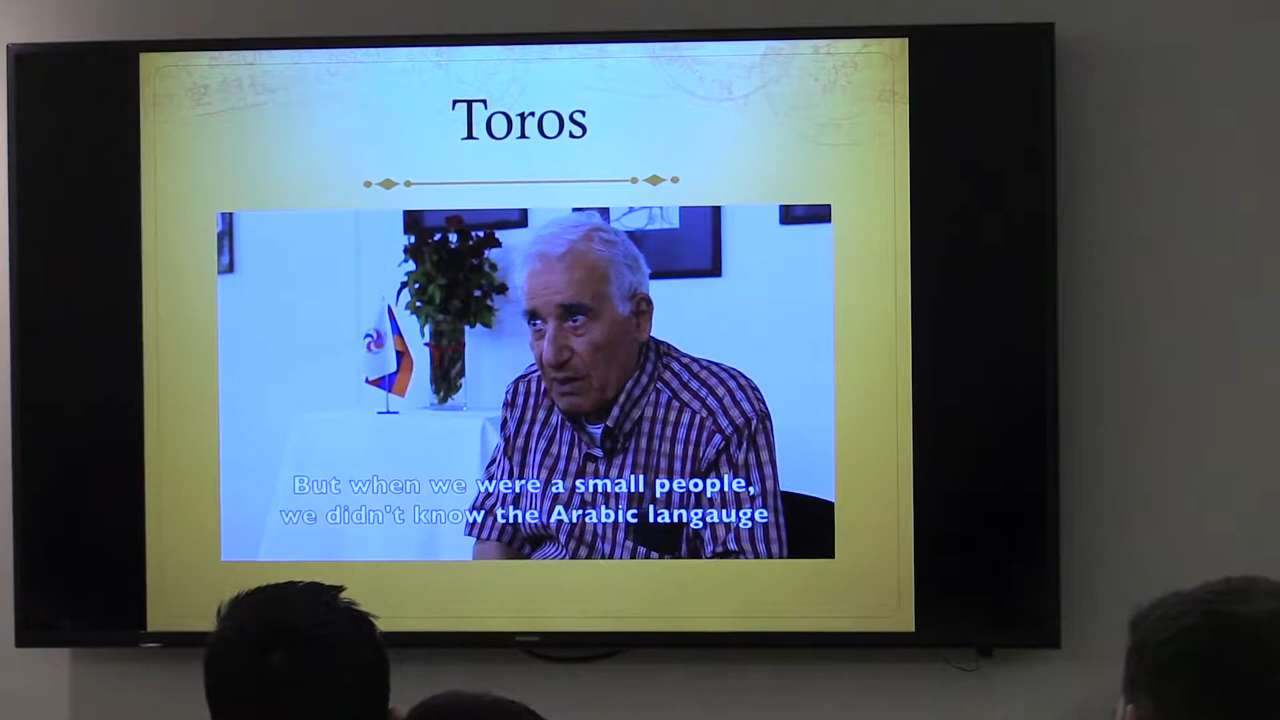 Toros
But when we were a small people,
we didn't know the Arabic langauge